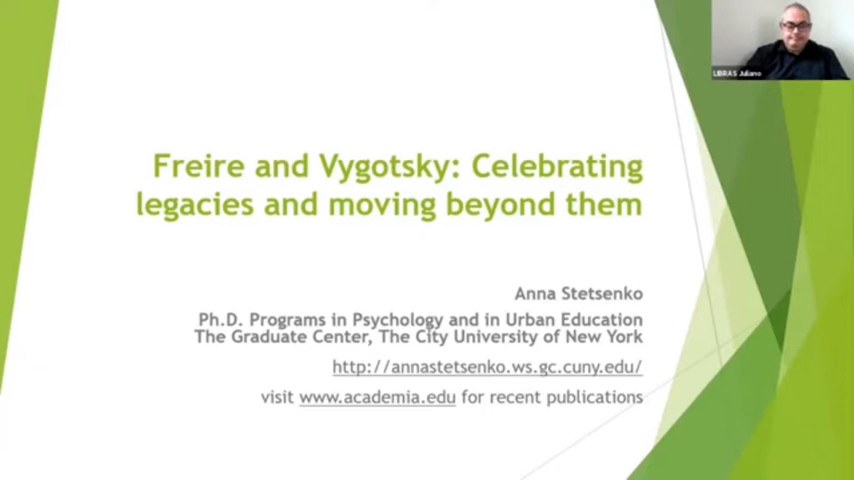 LIBRAS Juliano
Freire and Vygotsky: Celebrating
legacies and moving beyond them
Anna Stetsenko
Ph.D. Programs in Psychology and in Urban Education
The Graduate Center, The City University of New York
http://annastetsenko.ws.gc.cuny.edu/
visit www.academia.edu for recent publications